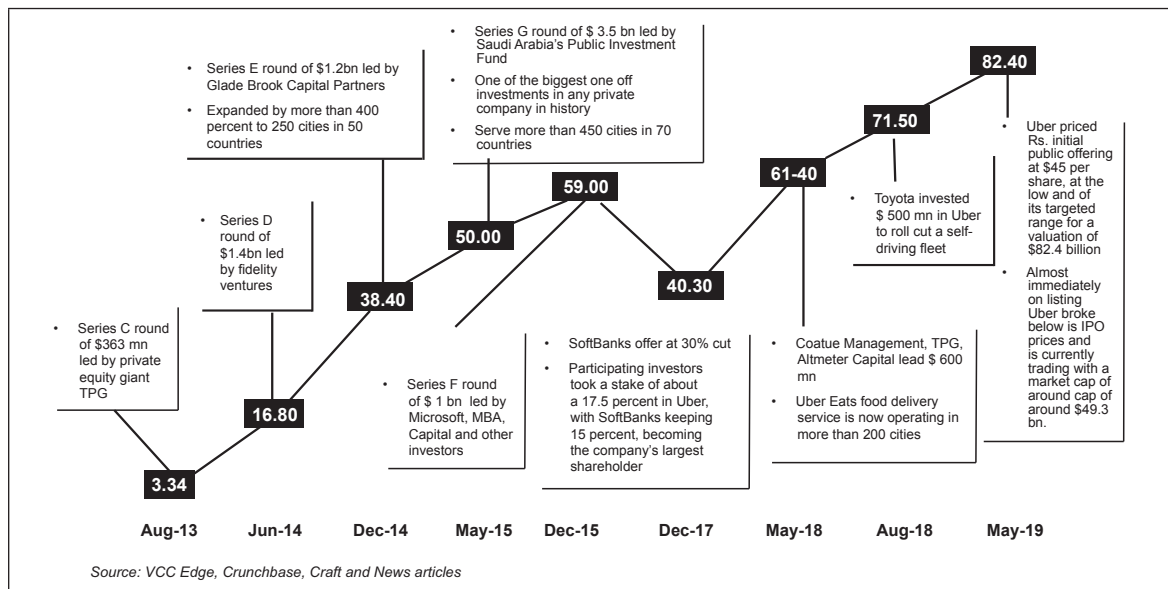 • Series E round of $1.2bn led by
Glade Brook Capital Partners
• Expanded by more than 400
percent to 250 cities in 50
countries
• Series G round of $ 3.5 bn led by
Saudi Arabia's Public Investment
Fund
• One of the biggest one off
investments in any private
company in history
• Serve more than 450 cities in 70
countries
82.40
71.50
61-40
59.00
50.00
40.30
38.40
16.80
3.34
• Series D
round of
$1.4bn led
by fidelity
ventures
• Series C round
of $363 mn
led by private
equity giant
TPG
• Series F round
of $ 1 bn led by
Microsoft, MBA,
Capital and other
investors
• SoftBanks offer at 30% cut
• Participating investors
took a stake of about
a 17.5 percent in Uber,
with SoftBanks keeping
15 percent, becoming
the company's largest
shareholder
• Coatue Management, TPG,
Altmeter Capital lead $ 600
mn
• Uber Eats food delivery
service is now operating in
more than 200 cities
• Toyota invested
$ 500 mn in Uber
to roll cut a self-
driving fleet
• Uber priced
Rs. initial
public offering
at $45 per
share, at the
low and of
its targeted
range for a
valuation of
$82.4 billion
• Almost
immediately
on listing
Uber broke
below is IPO
prices and
is currently
trading with a
market cap of
around cap of
around $49.3
bn.
Aug-13 Jun-14 Dec-14 May-15 Dec-15 Dec-17 May-18 Aug-18 May-19
Source: VCC Edge, Crunchbase, Craft and News articles